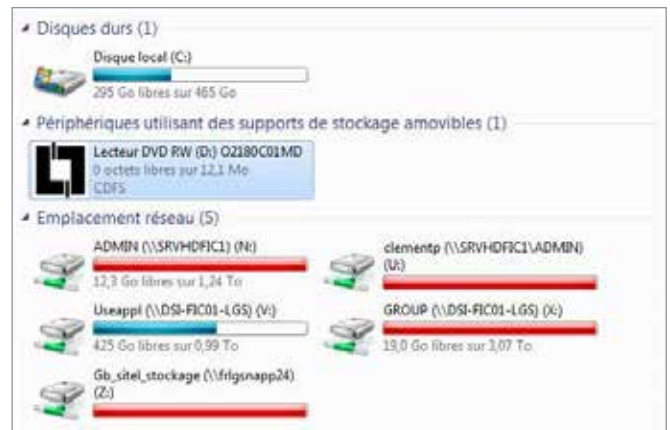 Disques durs (1)
Disque local (C:)
295 Go libres sur 465 Go
Périphériques utilisant des supports de stockage amovibles (1)
Lecteur DVD RW (D:) O2180C01MD
0 octets libres sur 12,1 Mo
CDFS
Emplacement réseau (5)
ADMIN (\\SRVHDFIC1) (N:)
12,3 Go libres sur 1,24 To
clementp (\\SRVHDFIC1\ADMIN)
(U:)
Useappl (\\DSI-FIC01-LGS) (V:)
425 Go libres sur 0,99 To
GROUP (\\DSI-FIC01-LGS) (X:)
19,0 Go libres sur 3,07 To
Gb_sitel_stockage (\\frlgsnapp24)
(Z:)